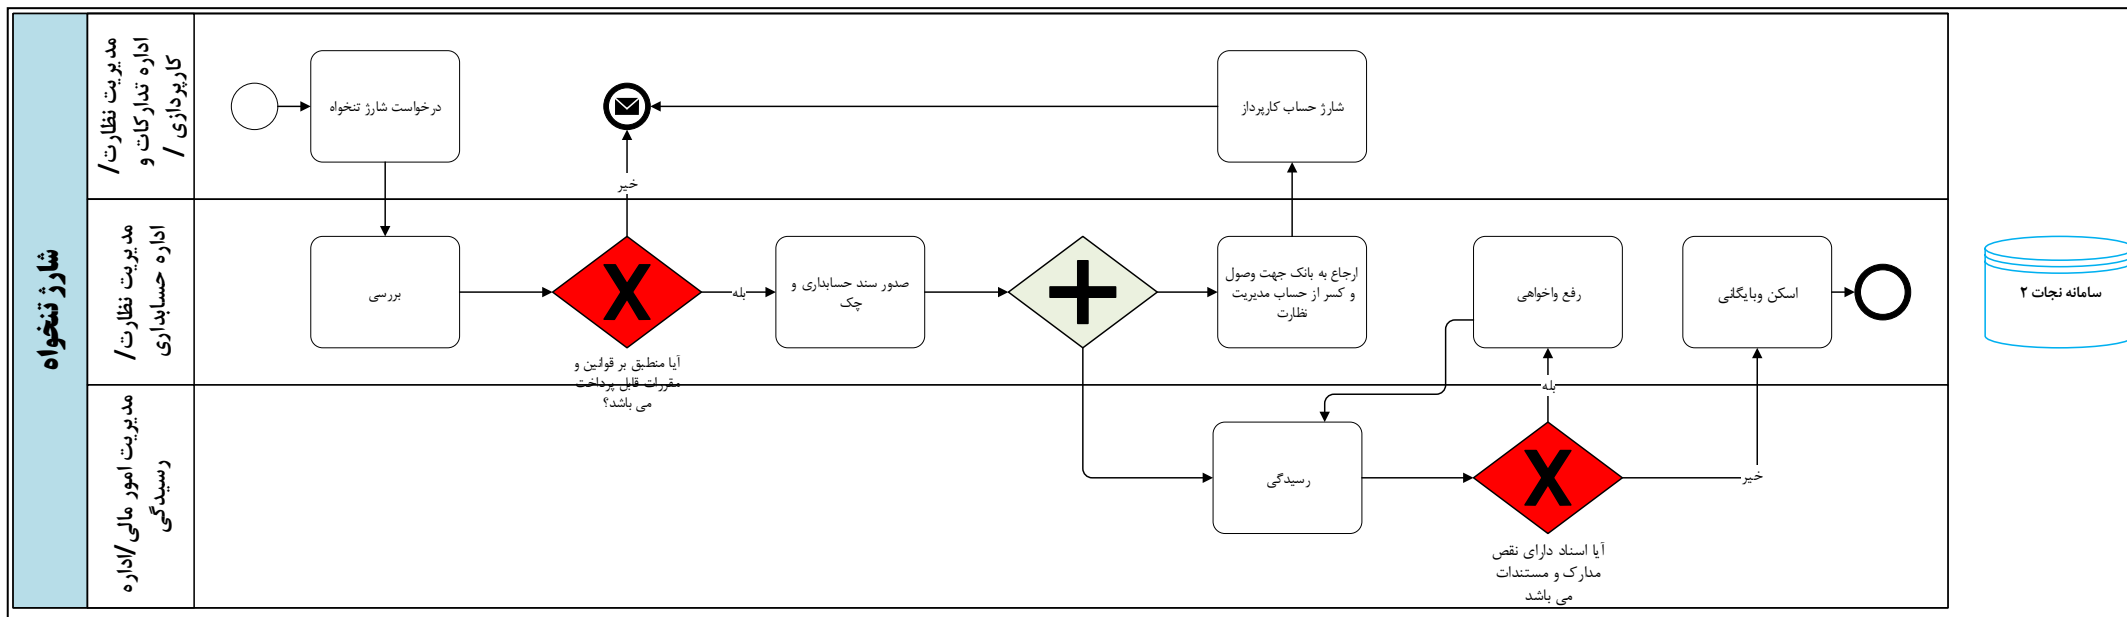 شارژ تنخواه
مدیریت نظارت/
اداره تدارکات و
کارپردازی /
درخواست شارژ تنخواه
شارژ حساب کارپرداز
خیر
مدیریت نظارت/
اداره حسابداری
بررسی
آیا منطبق بر قوانین و
مقررات قابل پرداخت
می باشد؟
بله
صدور سند حسابداری و
چک
ارجاع به بانک جهت وصول
و کسر از حساب مدیریت
نظارت
رفع واخواهی
اسکن وبایگانی
سامانه نجات ۲
مدیریت امور مالی /اداره
رسیدگی
رسیدگی
بله
خیر
آیا اسناد دارای نقص
مدارک و مستندات
می باشد